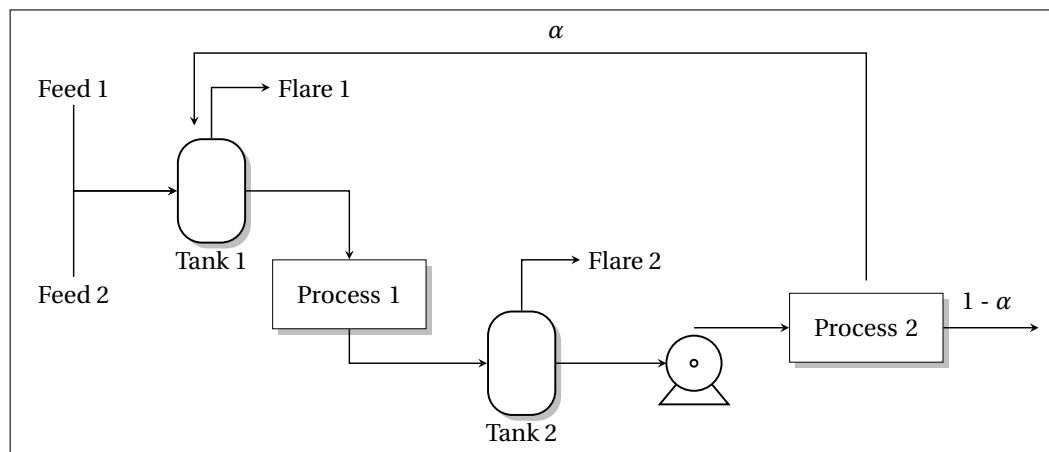 α
Feed 1
Flare 1
Tank 1
Feed 2
Process 1
Flare 2
1 - α
Process 2
Tank 2